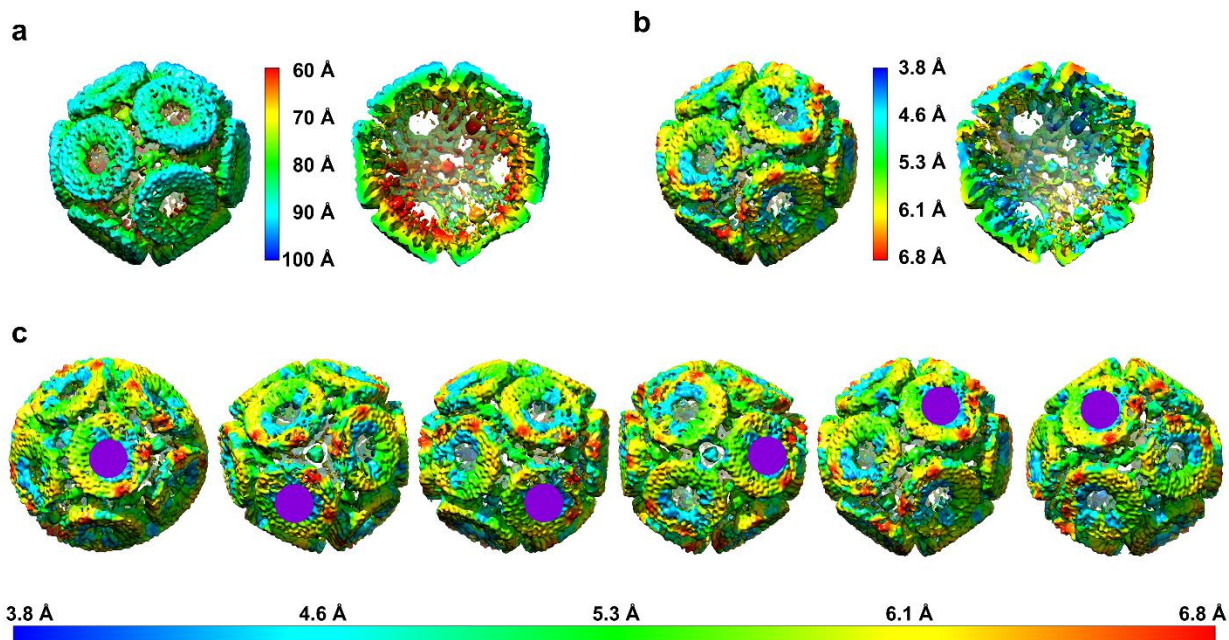 a
b
60 Å
70 Å
80 Å
90 Å
100 Å
3.8 Å
4.6 Å
5.3 Å
6.1 Å
6.8 Å
c
3.8 Å 4.6 Å 5.3 Å 6.1 Å 6.8 Å